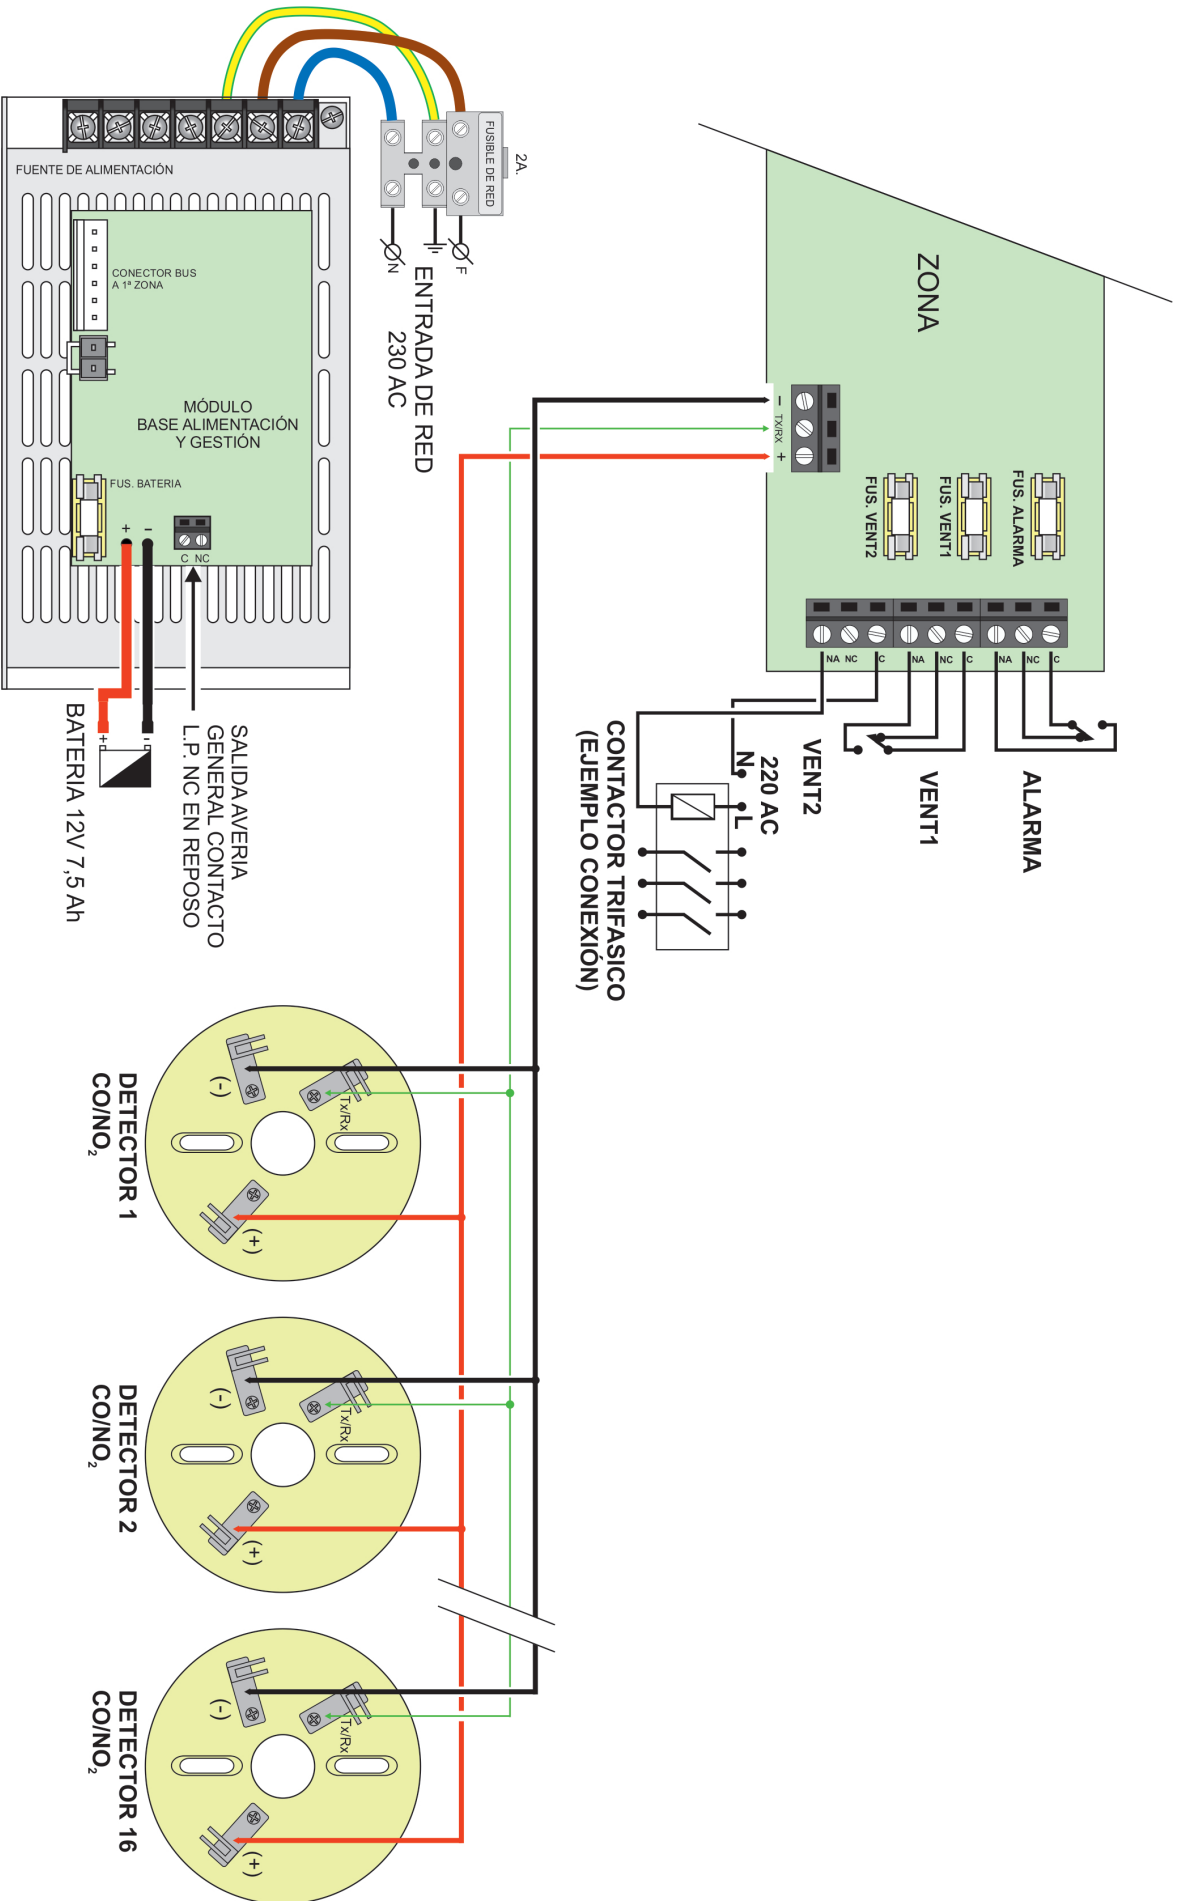 2A.
FUSIBLE DE RED
FUENTE DE ALIMENTACIÓN
CONECTOR BUS
A 1ª ZONA
MÓDULO
BASE ALIMENTACIÓN
Y GESTIÓN
FUS. BATERIA
+
-
C NC
N
F
ENTRADA DE RED
230 AC
+
-
BATERIA 12V 7,5 Ah
SALIDA AVERIA
GENERAL CONTACTO
L.P. NC EN REPOSO
ZONA
-
TX/RX
+
FUS. ALARMA
FUS. VENT1
FUS. VENT2
NA NC C NA NC C NA NC C
ALARMA
VENT1
VENT2
220 AC
N L
CONTACTOR TRIFASICO
(EJEMPLO CONEXIÓN)
(-)
Tx/Rx
(+)
DETECTOR 1
CO/NO₂
(-)
Tx/Rx
(+)
DETECTOR 2
CO/NO₂
(-)
Tx/Rx
(+)
DETECTOR 16
CO/NO₂